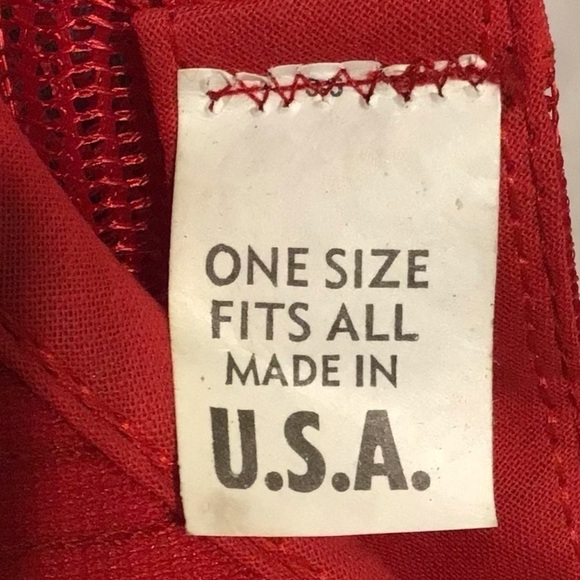 ONE SIZE
FITS ALL
MADE IN
U.S.A.